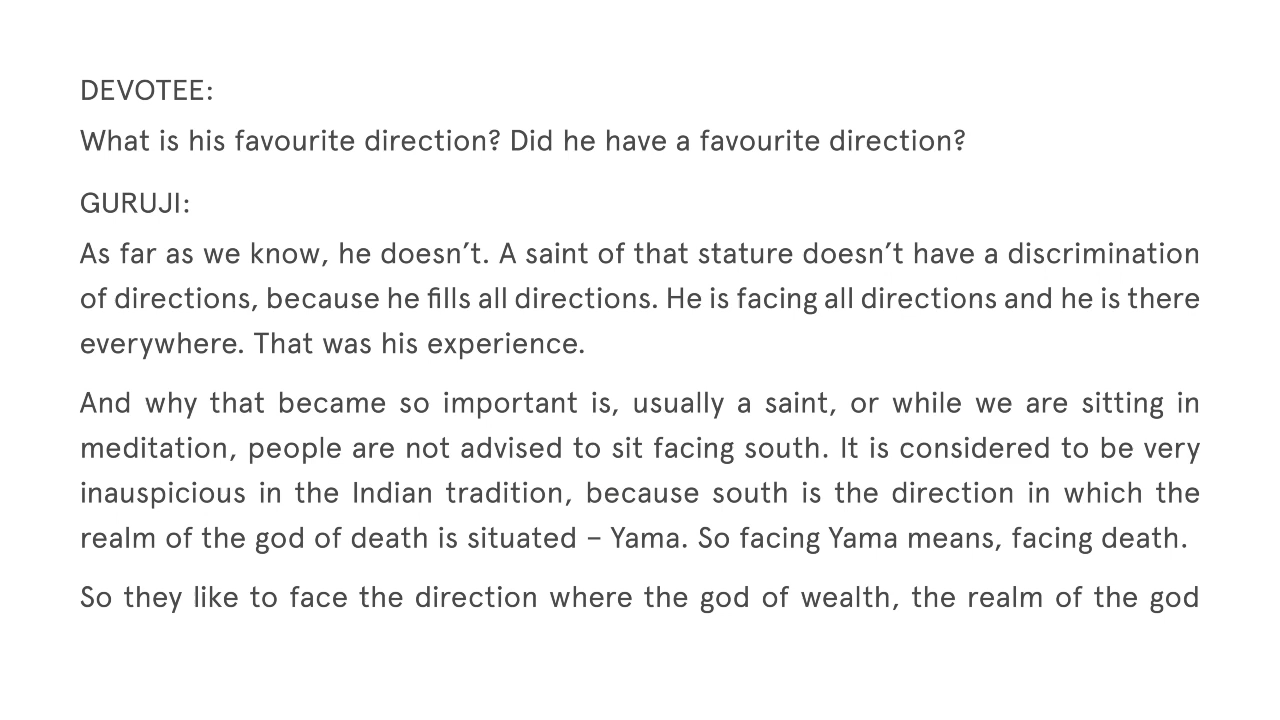 DEVOTEE:
What is his favourite direction? Did he have a favourite direction?
GURUJI:
As far as we know, he doesn’t. A saint of that stature doesn’t have a discrimination
of directions, because he fills all directions. He is facing all directions and he is there
everywhere. That was his experience.
And why that became so important is, usually a saint, or while we are sitting in
meditation, people are not advised to sit facing south. It is considered to be very
inauspicious in the Indian tradition, because south is the direction in which the
realm of the god of death is situated – Yama. So facing Yama means, facing death.
So they like to face the direction where the god of wealth, the realm of the god